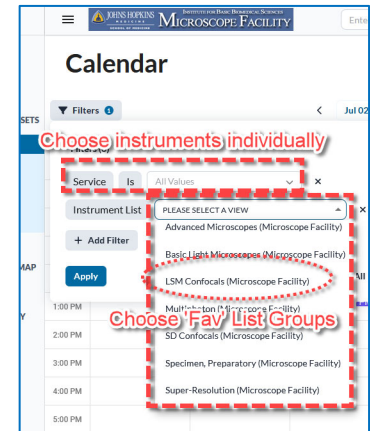 JOHNS HOPKINS
MEDICINE
SCHOOL OF MEDICINE
INSTITUTE FOR BASIC BIOMEDICAL SCIENCES
MICROSCOPE FACILITY
Ente
Calendar
Filters 1
< Jul 02
SETS
Choose instruments individually
Service Is All Values ×
Instrument List PLEASE SELECT A VIEW ×
Advanced Microscopes (Microscope Facility)
+ Add Filter
Basic Light Microscopes (Microscope Facility)
MAP
Apply
LSM Confocals (Microscope Facility)
All
1:00 PM
Multiphoton (Microscope Facility)
Choose 'Fav' List Groups
Y
2:00 PM
SD Confocals (Microscope Facility)
3:00 PM
Specimen, Preparatory (Microscope Facility)
4:00 PM
Super-Resolution (Microscope Facility)
5:00 PM